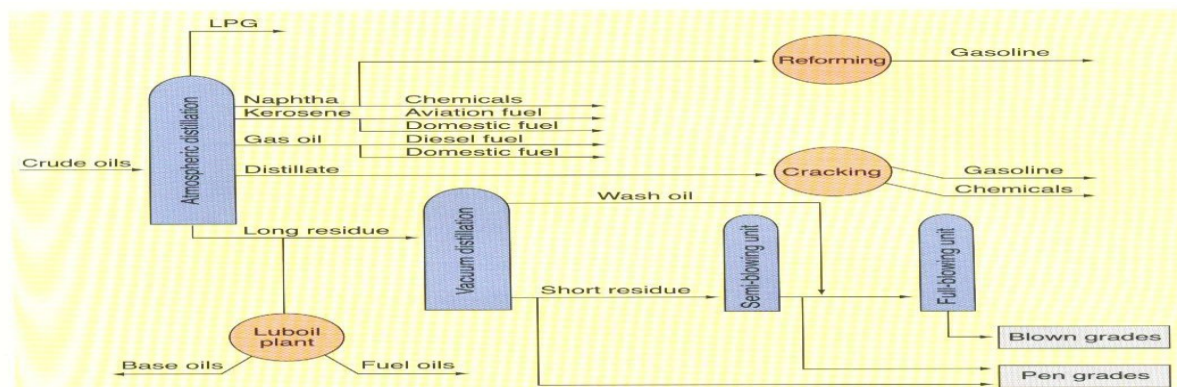 LPG
Reforming
Gasoline
Naphtha
Chemicals
Kerosene
Aviation fuel
Domestic fuel
Gas oil
Diesel fuel
Domestic fuel
Crude oils
Atmospheric distillation
Distillate
Cracking
Gasoline
Chemicals
Wash oil
Long residue
Vacuum distillation
Semi-blowing unit
Full-blowing unit
Short residue
Luboil
plant
Base oils
Fuel oils
Blown grades
Pen grades